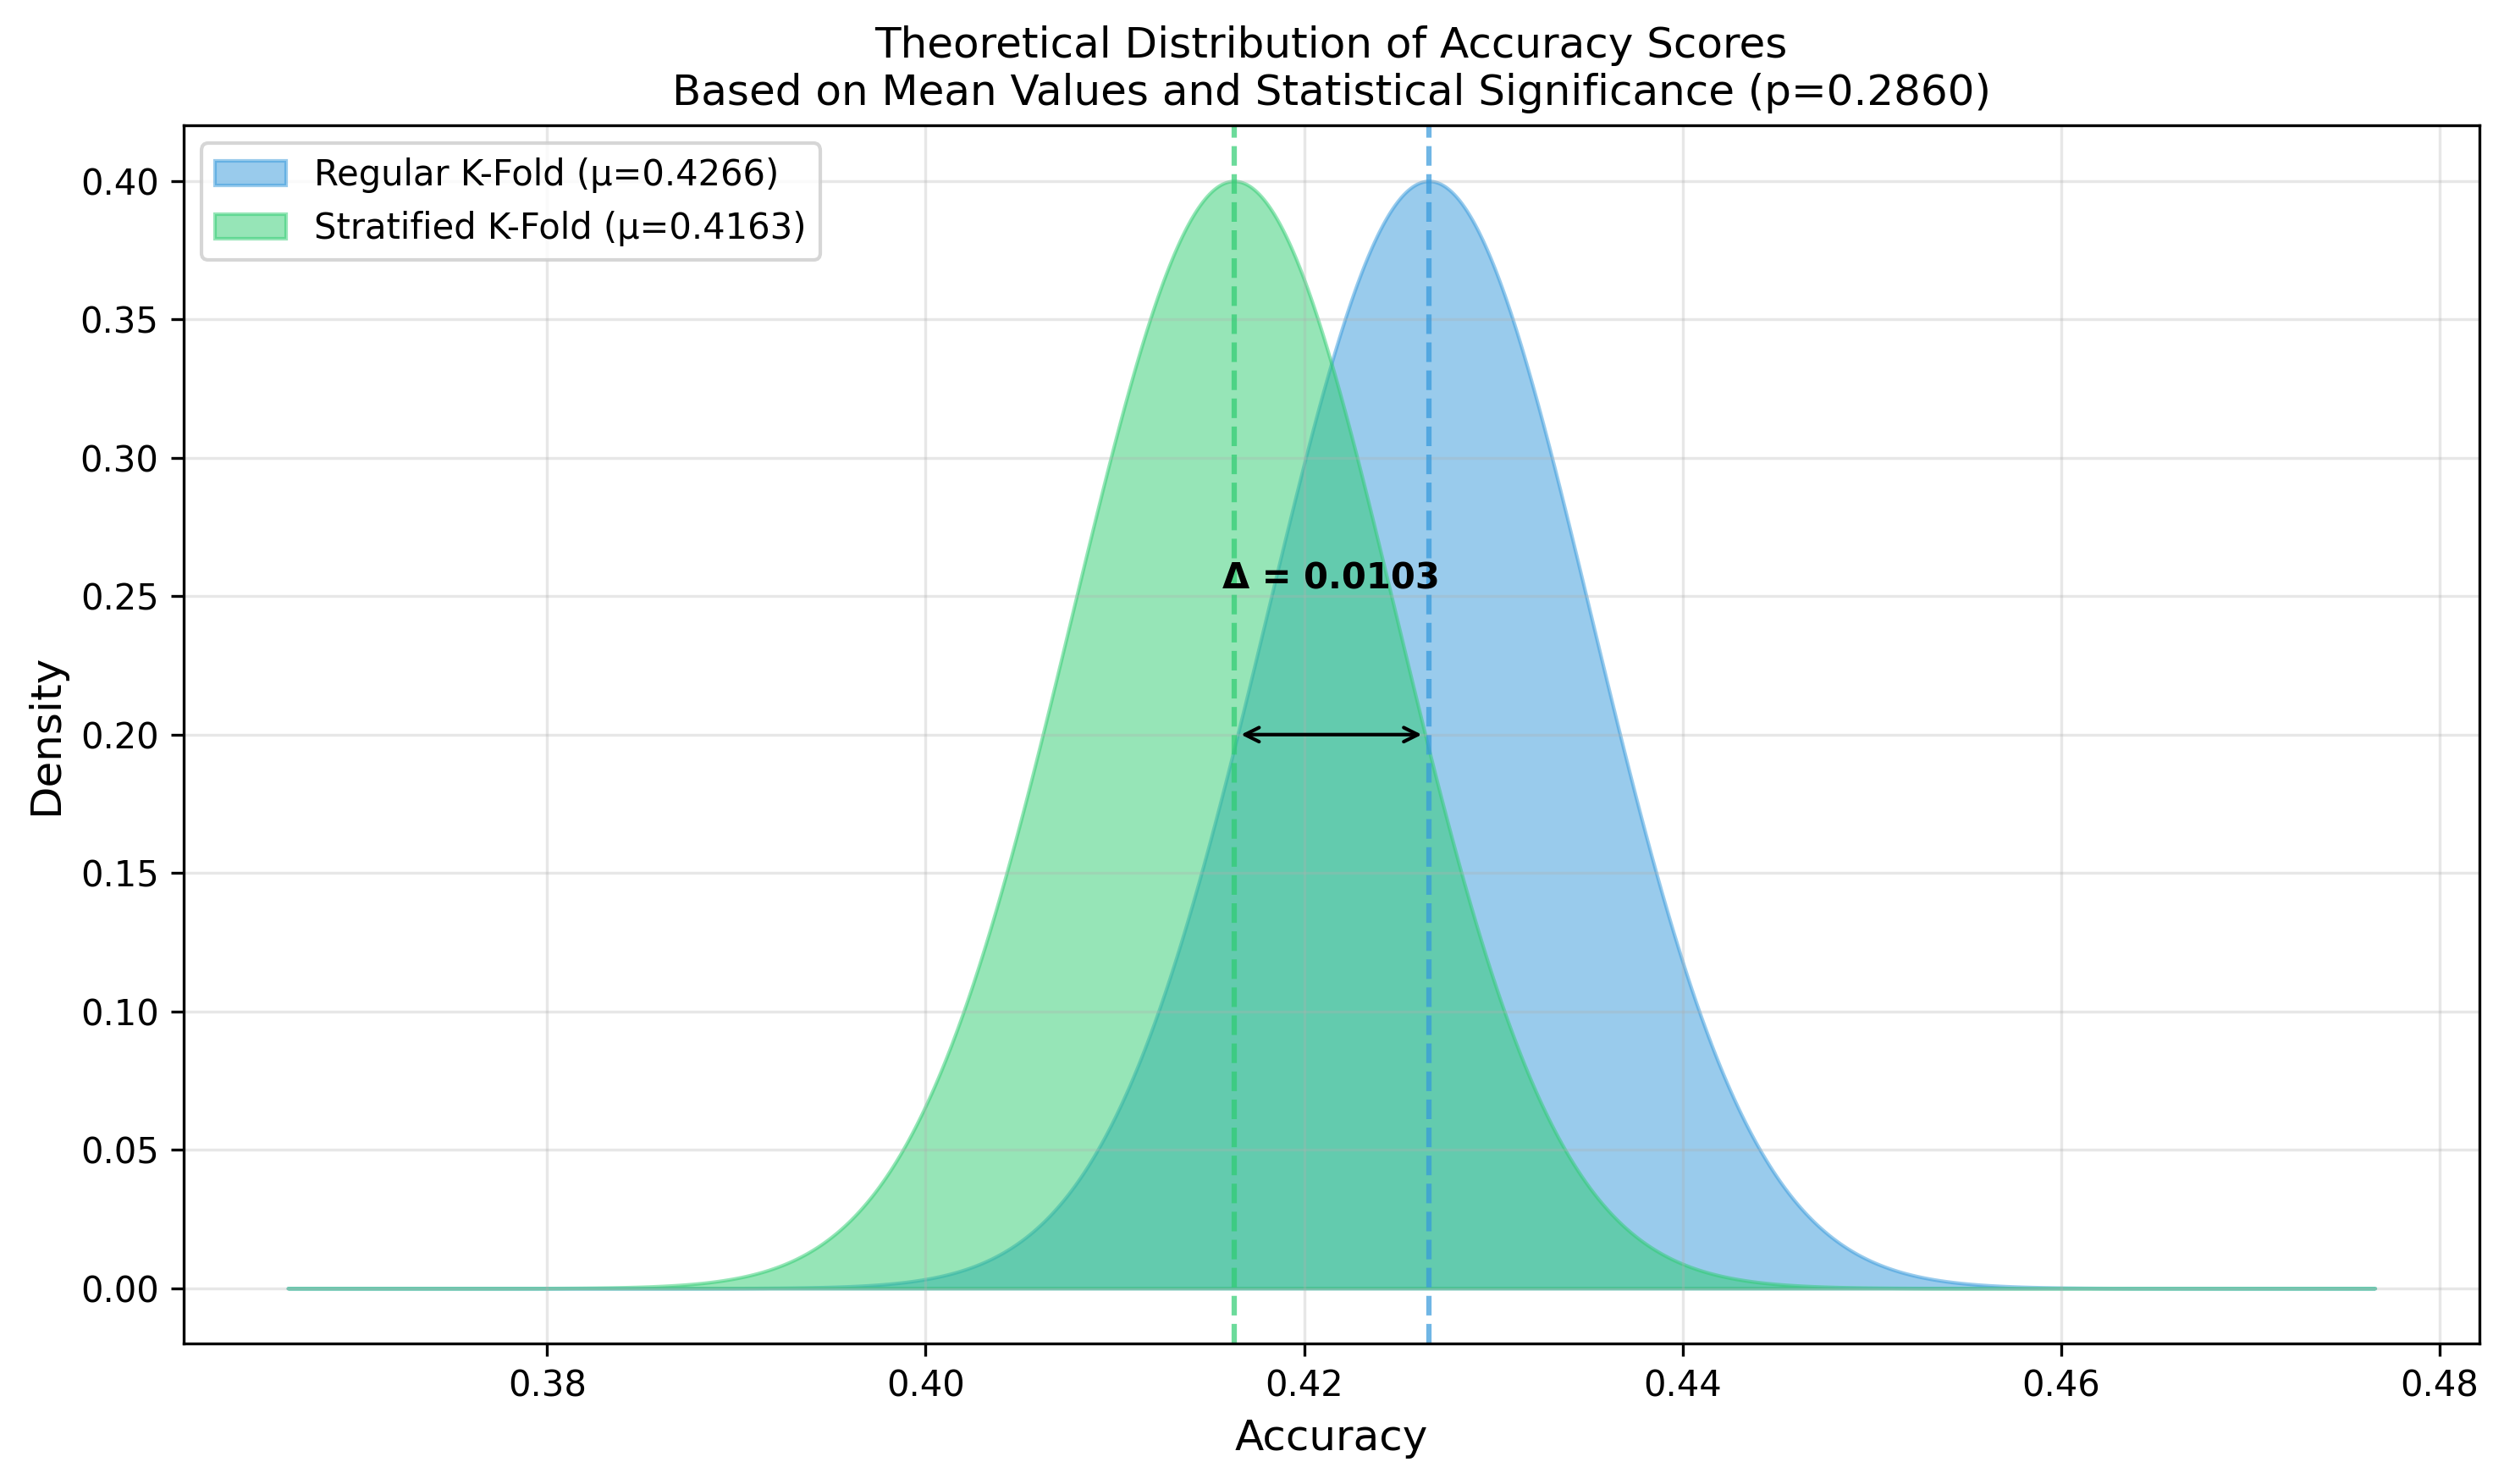 Theoretical Distribution of Accuracy Scores
Based on Mean Values and Statistical Significance (p=0.2860)
Regular K-Fold (μ=0.4266)
Stratified K-Fold (μ=0.4163)
0.40
0.35
0.30
0.25
0.20
0.15
0.10
0.05
0.00
Density
Δ = 0.0103
0.38
0.40
0.42
0.44
0.46
0.48
Accuracy